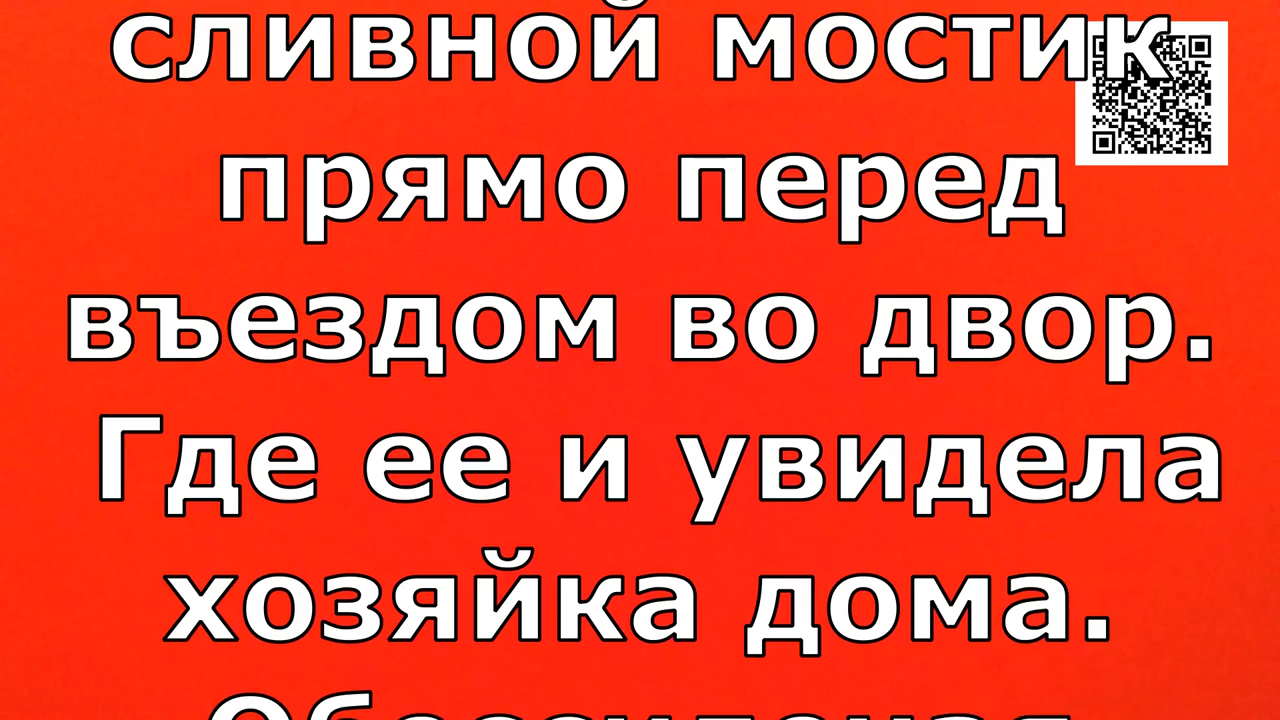 сливной мостик
прямо перед
въездом во двор.
Где ее и увидела
хозяйка дома.